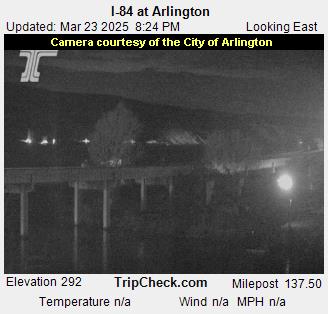 I-84 at Arlington
Updated: Mar 23 2025 8:24 PM Looking East
Camera courtesy of the City of Arlington
Elevation 292 TripCheck.com Milepost 137.50
Temperature n/a Wind n/a MPH n/a